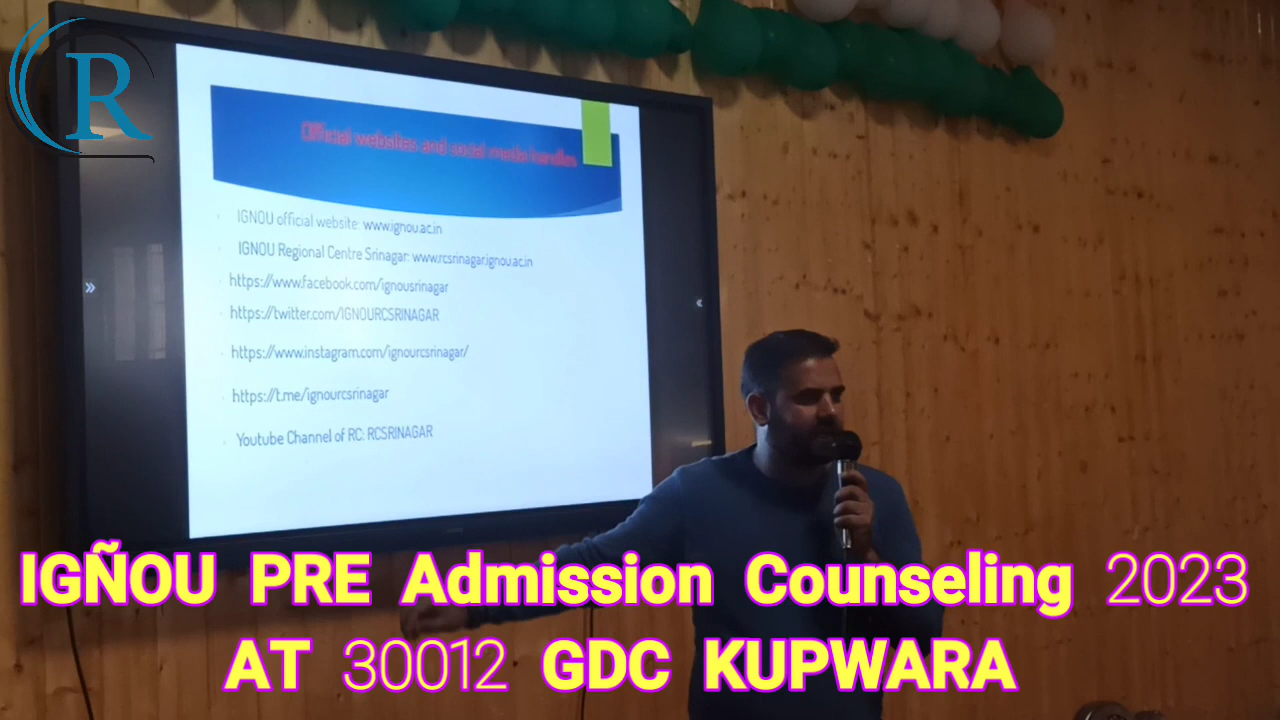 R
Official websites and social media handles
IGNOU official website: www.ignou.ac.in
IGNOU Regional Centre Srinagar: www.rcsrinagar.ignou.ac.in
https://www.facebook.com/ignousrinagar
https://twitter.com/IGNOURCSRINAGAR
https://www.instagram.com/ignourcsrinagar/
https://t.me/ignourcsrinagar
Youtube Channel of RC: RCSRINAGAR
IGÑOU PRE Admission Counseling 2023
AT 30012 GDC KUPWARA